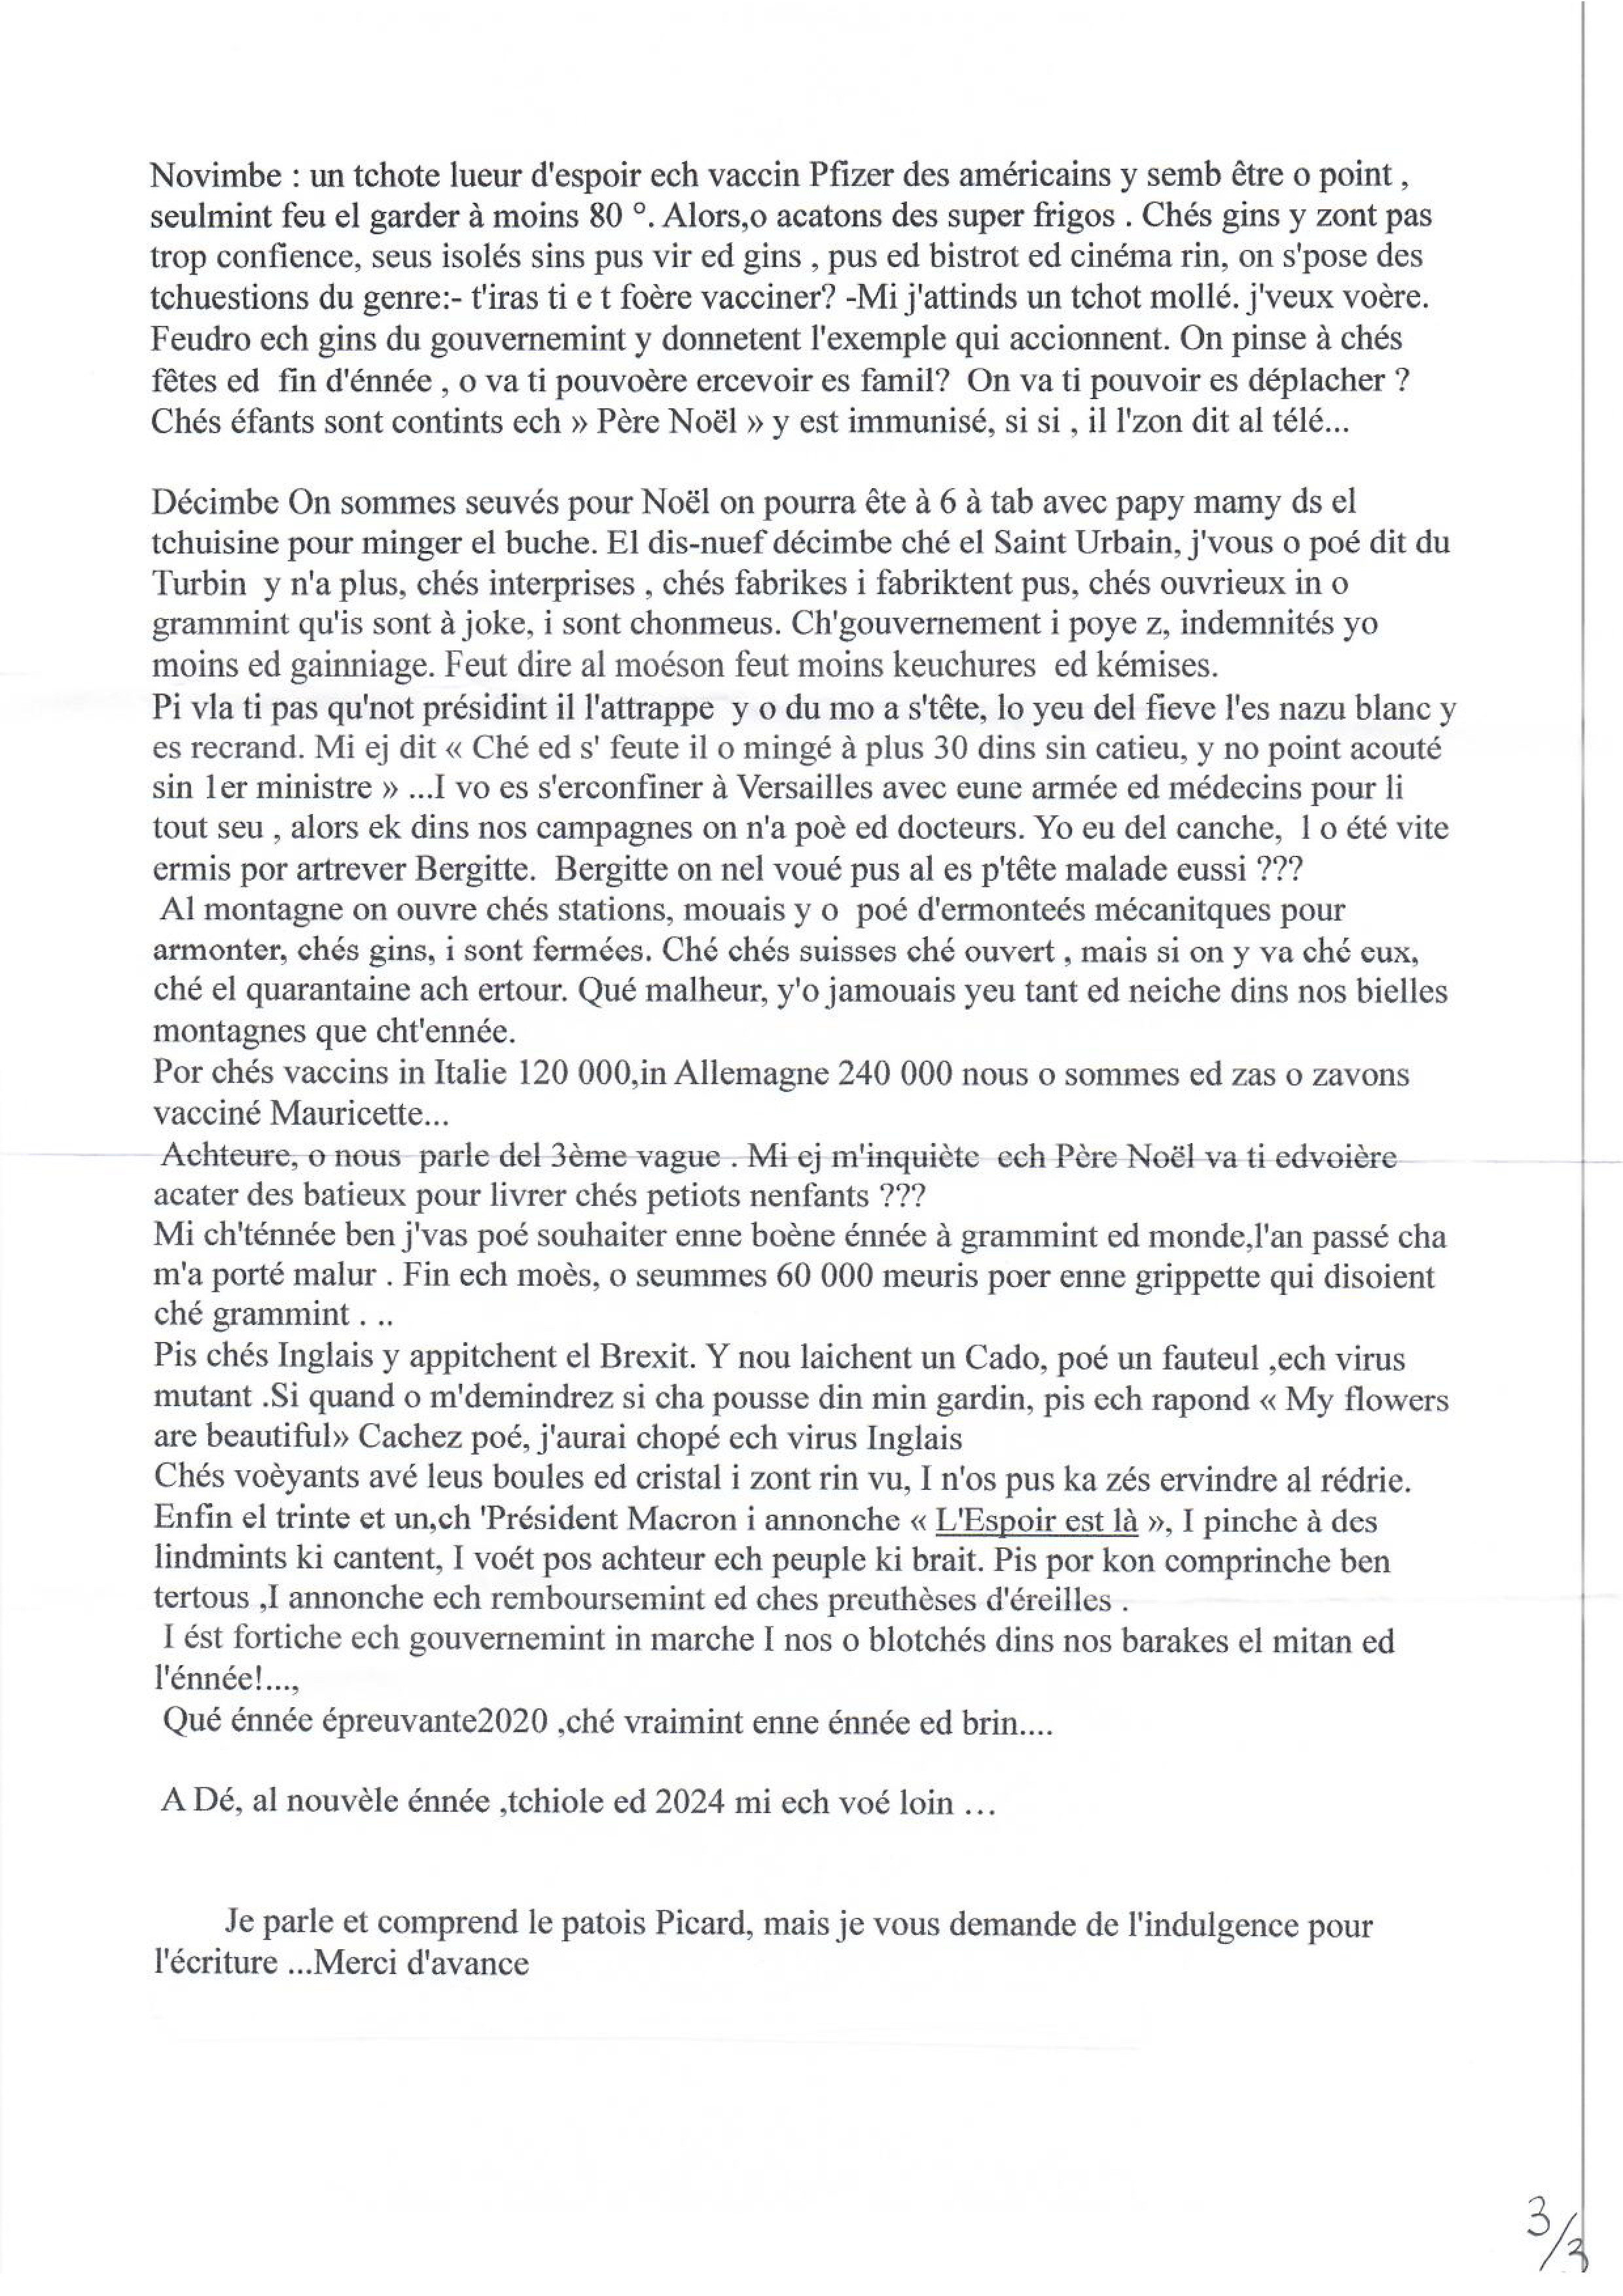 Novimbe : un tchote lueur d'espoir ech vaccin Pfizer des américains y semb être o point ,
seulmint feu el garder à moins 80 °. Alors,o acatons des super frigos . Chés gins y zont pas
trop confience, seus isolés sins pus vir ed gins , pus ed bistrot ed cinéma rin, on s'pose des
tchuestions du genre:- t'iras ti e t foère vacciner? -Mi j'attinds un tchot mollé. j'veux voère.
Feudro ech gins du gouvernemint y donnetent l'exemple qui accionnent. On pinse à chés
fêtes ed fin d'énnée , o va ti pouvoère ercevoir es famil? On va ti pouvoir es déplacher ?
Chés éfants sont contints ech » Père Noël » y est immunisé, si si , il l'zon dit al télé...
Décimbe On sommes seuvés pour Noël on pourra ête à 6 à tab avec papy mamy ds el
tchuisine pour minger el buche. El dis-nuef décimbe ché el Saint Urbain, j'vous o poé dit du
Turbin y n'a plus, chés interprises , chés fabrikes i fabriktent pus, chés ouvrieux in o
grammint qu'is sont à joke, i sont chonmeus. Ch'gouvernement i poye z, indemnités yo
moins ed gainniage. Feut dire al moéson feut moins keuchures ed kémises.
Pi vla ti pas qu'not présidint il l'attrappe y o du mo a s'tête, lo yeu del fieve l'es nazu blanc y
es recrand. Mi ej dit « Ché ed s' feute il o mingé à plus 30 dins sin catieu, y no point acouté
sin 1er ministre » ...I vo es s'erconfiner à Versailles avec eune armée ed médecins pour li
tout seu , alors ek dins nos campagnes on n'a poè ed docteurs. Yo eu del canche, l o été vite
ermis por artrever Bergitte. Bergitte on nel voué pus al es p'tête malade eussi ???
Al montagne on ouvre chés stations, mouais y o poé d'ermonteés mécanitques pour
armonter, chés gins, i sont fermées. Ché chés suisses ché ouvert , mais si on y va ché eux,
ché el quarantaine ach ertour. Qué malheur, y'o jamouais yeu tant ed neiche dins nos bielles
montagnes que cht'ennée.
Por chés vaccins in Italie 120 000,in Allemagne 240 000 nous o sommes ed zas o zavons
vacciné Mauricette...
Achteure, o nous parle del 3ème vague . Mi ej m'inquiète ech Père Noël va ti edvoière
acater des batieux pour livrer chés petiots nenfants ???
Mi ch'ténnée ben j'vas poé souhaiter enne boène énnée à grammint ed monde,l'an passé cha
m'a porté malur . Fin ech moès, o seummes 60 000 meuris poer enne grippette qui disoient
ché grammint . ..
Pis chés Inglais y appitchent el Brexit. Y nou laichent un Cado, poé un fauteul ,ech virus
mutant .Si quand o m'demindrez si cha pousse din min gardin, pis ech rapond « My flowers
are beautiful» Cachez poé, j'aurai chopé ech virus Inglais
Chés voèyants avé leus boules ed cristal i zont rin vu, I n'os pus ka zés ervindre al rédrie.
Enfin el trinte et un,ch 'Président Macron i annonche « L'Espoir est là », I pinche à des
lindmints ki cantent, I voét pos achteur ech peuple ki brait. Pis por kon comprinche ben
tertous ,I annonche ech remboursemint ed ches preuthèses d'éreilles .
I ést fortiche ech gouvernemint in marche I nos o blotchés dins nos barakes el mitan ed
l'énnée!...,
Qué énnée épreuvante2020 ,ché vraimint enne énnée ed brin....
A Dé, al nouvèle énnée ,tchiole ed 2024 mi ech voé loin ...
Je parle et comprend le patois Picard, mais je vous demande de l'indulgence pour
l'écriture ...Merci d'avance
3/3